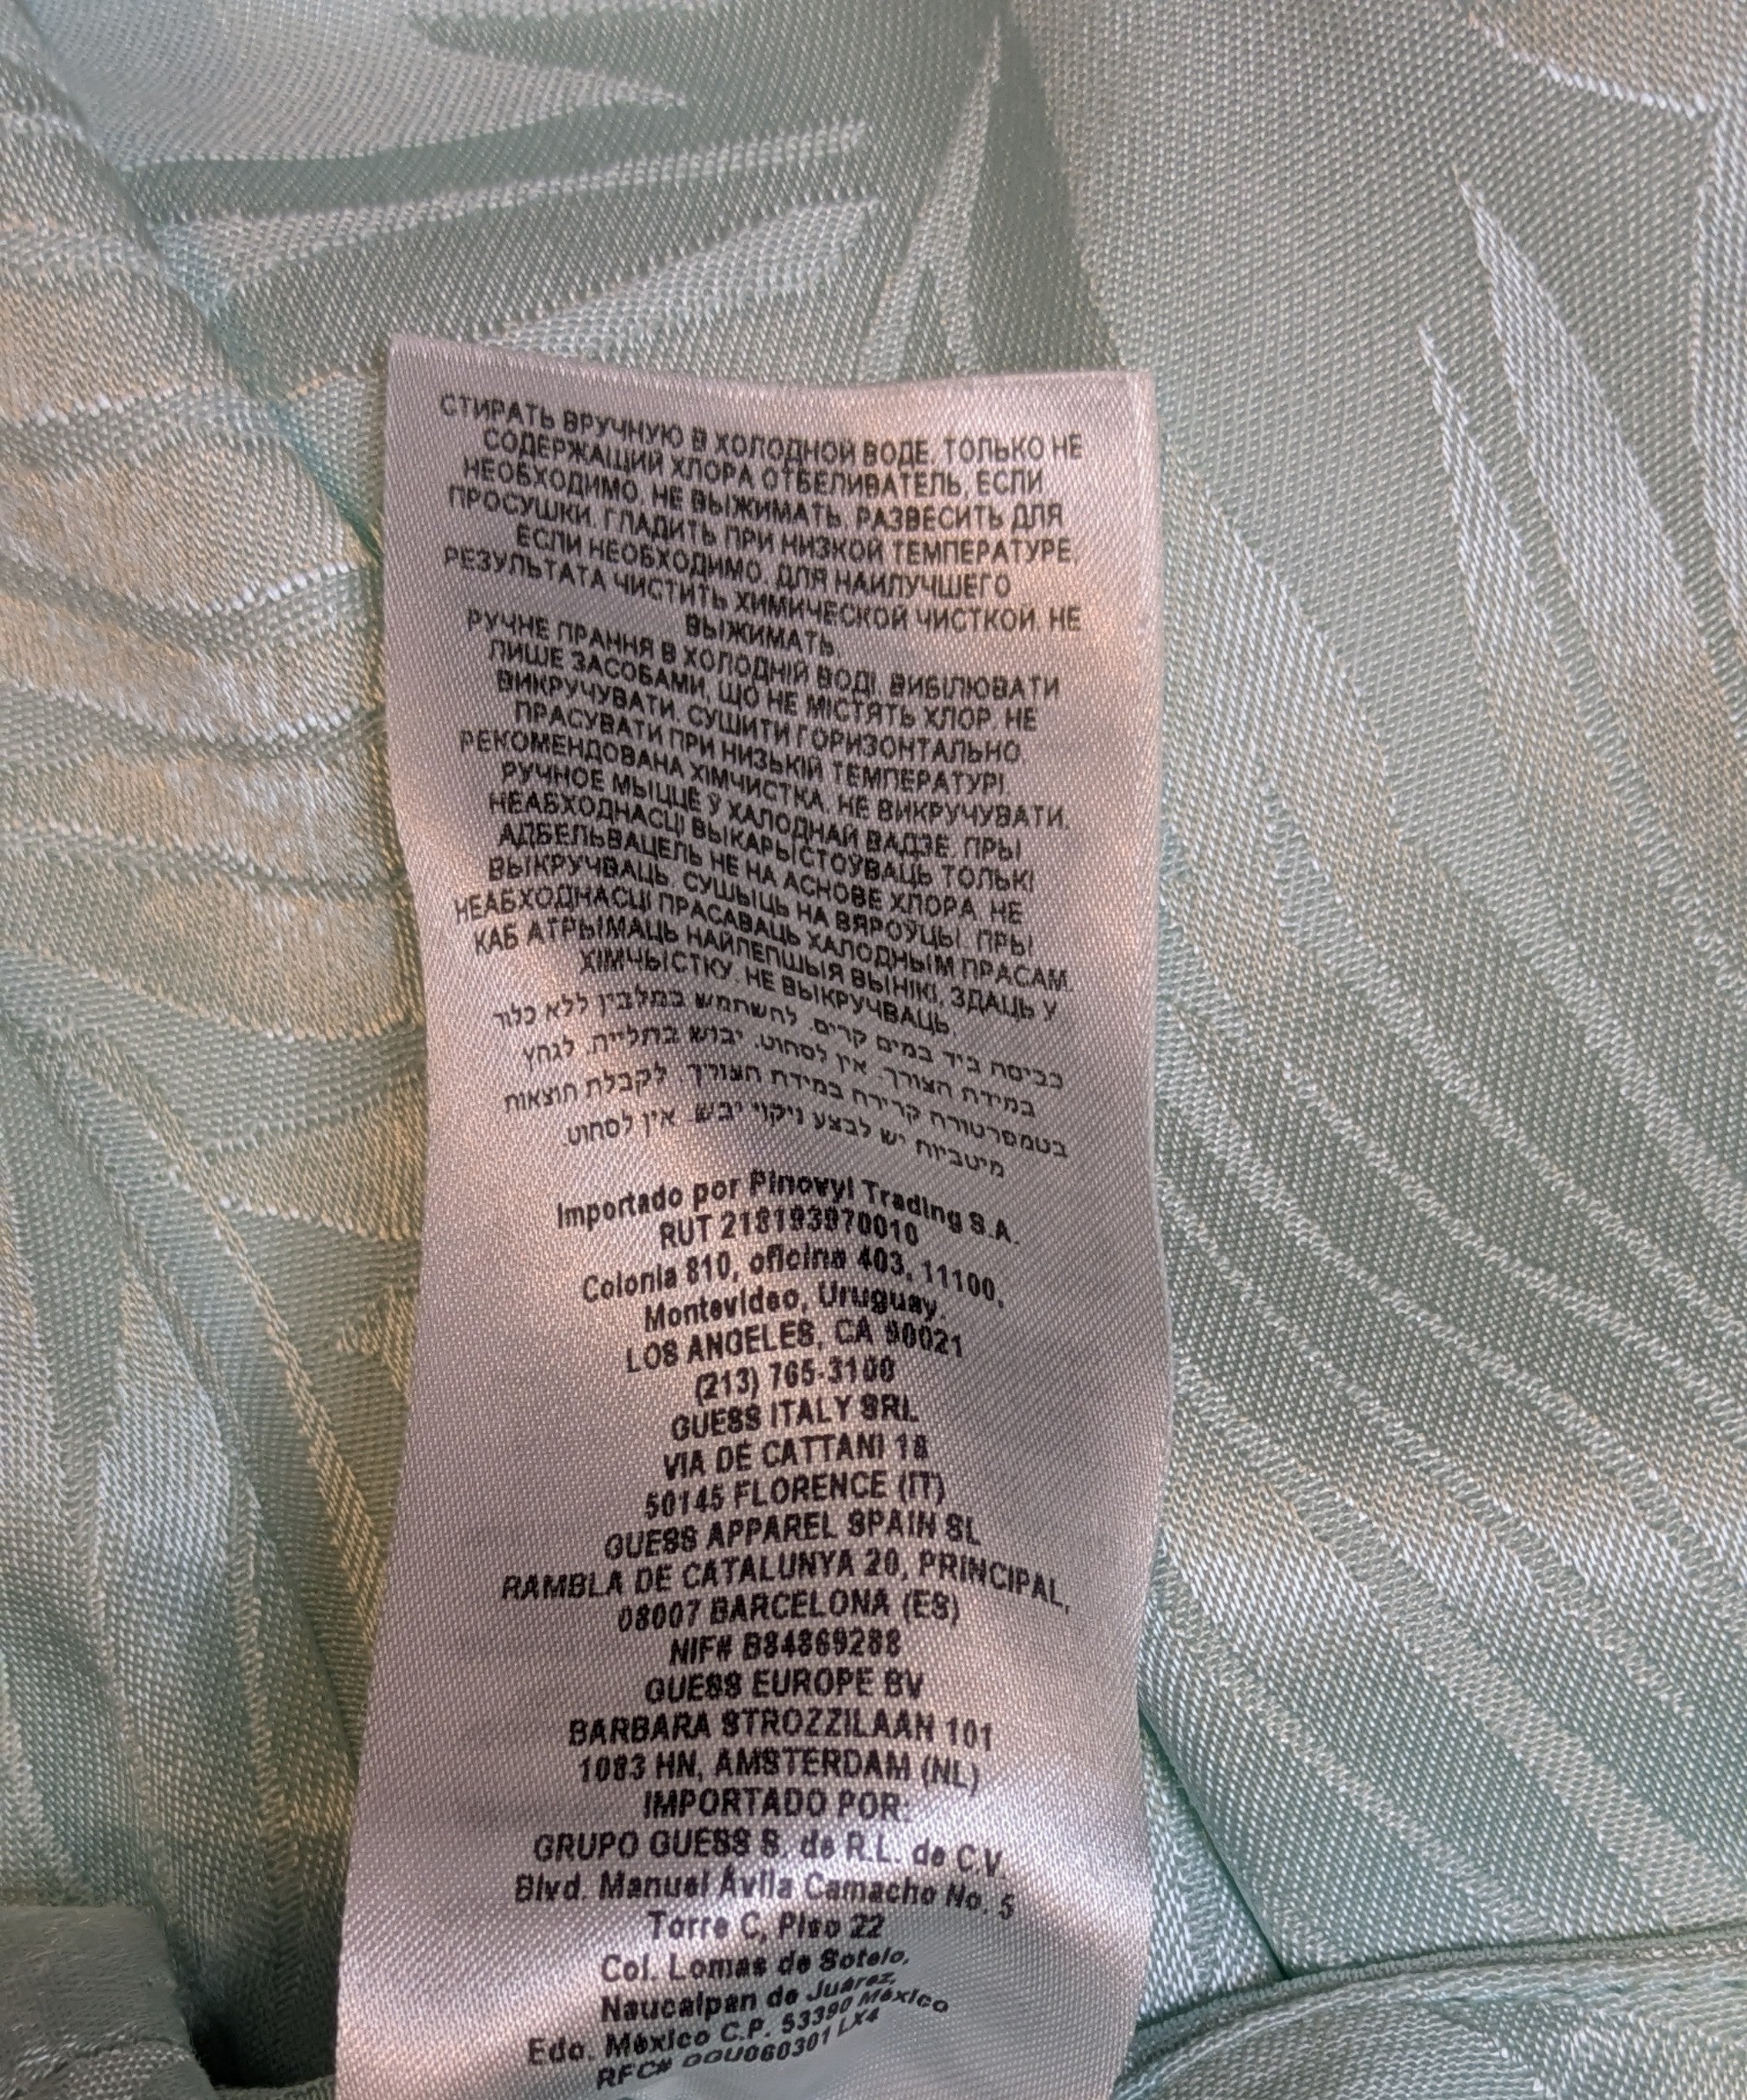 СТИРАТЬ ВРУЧНУЮ В ХОЛОДНОЙ ВОДЕ. ТОЛЬКО НЕ
СОДЕРЖАЩИЙ ХЛОРА ОТБЕЛИВАТЕЛЬ, ЕСЛИ
НЕОБХОДИМО. НЕ ВЫЖИМАТЬ. РАЗВЕСИТЬ ДЛЯ
ПРОСУШКИ. ГЛАДИТЬ ПРИ НИЗКОЙ ТЕМПЕРАТУРЕ,
ЕСЛИ НЕОБХОДИМО. ДЛЯ НАИЛУЧШЕГО
РЕЗУЛЬТАТА ЧИСТИТЬ ХИМИЧЕСКОЙ ЧИСТКОЙ. НЕ
ВЫЖИМАТЬ.
РУЧНЕ ПРАННЯ В ХОЛОДНІЙ ВОДІ. ВИБІЛЮВАТИ
ЛИШЕ ЗАСОБАМИ, ЩО НЕ МІСТЯТЬ ХЛОР. НЕ
ВИКРУЧУВАТИ. СУШИТИ ГОРИЗОНТАЛЬНО.
ПРАСУВАТИ ПРИ НИЗЬКІЙ ТЕМПЕРАТУРІ.
РЕКОМЕНДОВАНА ХІМЧИСТКА. НЕ ВИКРУЧУВАТИ.
РУЧНОЕ МЫЦЦЁ Ў ХАЛОДНАЙ ВАДЗЕ. ПРЫ
НЕАБХОДНАСЦІ ВЫКАРЫСТОЎВАЦЬ ТОЛЬКІ
АДБЕЛЬВАЦЕЛЬ НЕ НА АСНОВЕ ХЛОРА. НЕ
ВЫКРУЧВАЦЬ. СУШЫЦЬ НА ВЯРОЎЦЫ. ПРЫ
НЕАБХОДНАСЦІ ПРАСАВАЦЬ ХАЛОДНЫМ ПРАСАМ.
КАБ АТРЫМАЦЬ НАЙЛЕПШЫЯ ВЫНІКІ, ЗДАЦЬ У
ХІМЧЫСТКУ. НЕ ВЫКРУЧВАЦЬ.
כביסה ביד במים קרים. להשתמש במלבין ללא כלור
במידת הצורך. אין לסחוט. יבוש בתלייה. לגהץ
בטמפרטורה קרירה במידת הצורך. לקבלת תוצאות
מיטביות יש לבצע ניקוי יבש. אין לסחוט.
Importado por Pinovyl Trading S.A.
RUT 218193970010
Colonia 810, oficina 403, 11100,
Montevideo, Uruguay.
LOS ANGELES, CA 90021
(213) 765-3100
GUESS ITALY SRL
VIA DE CATTANI 18
50145 FLORENCE (IT)
GUESS APPAREL SPAIN SL
RAMBLA DE CATALUNYA 20, PRINCIPAL,
08007 BARCELONA (ES)
NIF# B84869288
GUESS EUROPE BV
BARBARA STROZZILAAN 101
1083 HN, AMSTERDAM (NL)
IMPORTADO POR:
GRUPO GUESS S. de R.L. de C.V.
Blvd. Manuel Ávila Camacho No. 5
Torre C, Piso 22
Col. Lomas de Sotelo,
Naucalpan de Juárez,
Edo. México C.P. 53390 México
RFC# GGU060301 LX4